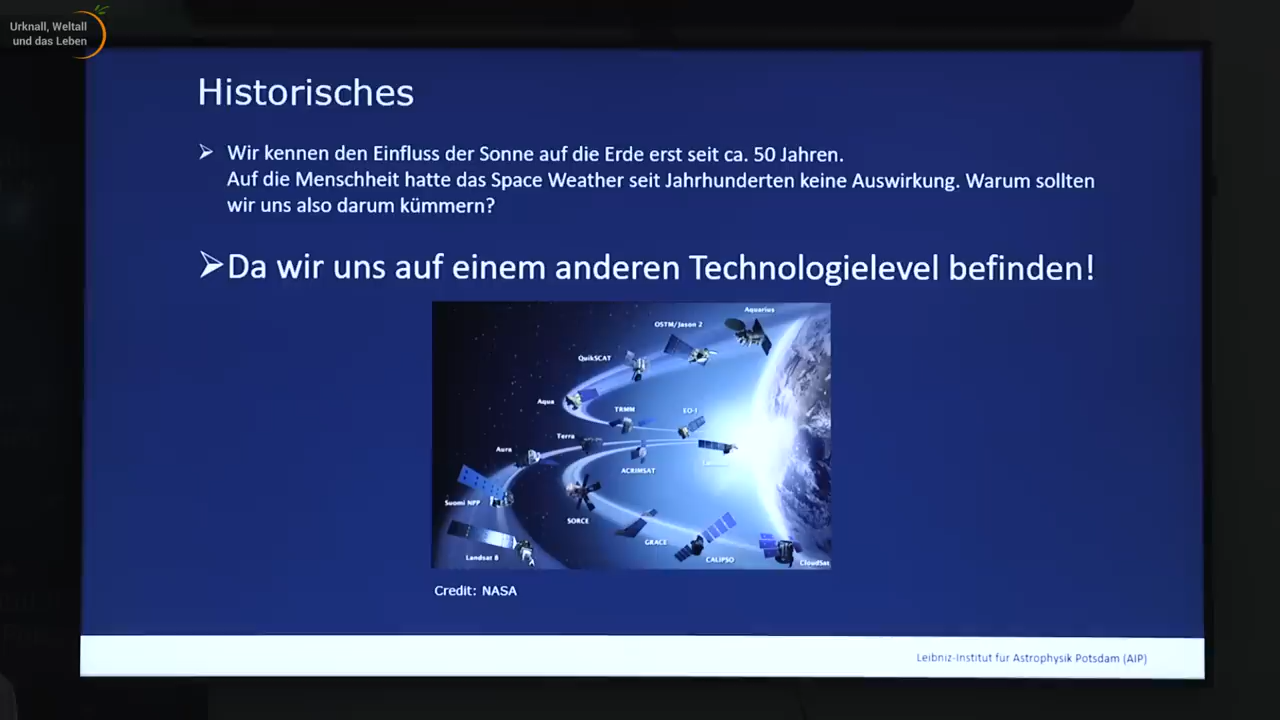 Urknall, Weltall
und das Leben
Historisches
➢ Wir kennen den Einfluss der Sonne auf die Erde erst seit ca. 50 Jahren.
Auf die Menschheit hatte das Space Weather seit Jahrhunderten keine Auswirkung. Warum sollten
wir uns also darum kümmern?
➢Da wir uns auf einem anderen Technologielevel befinden!
Aquarius
OSTM/Jason 2
QuikSCAT
Aqua
TRMM
EO-1
Terra
Aura
ACRIMSAT
Suomi NPP
SORCE
GRACE
Landsat 8
CALIPSO
CloudSat
Credit: NASA
Leibniz-Institut für Astrophysik Potsdam (AIP)